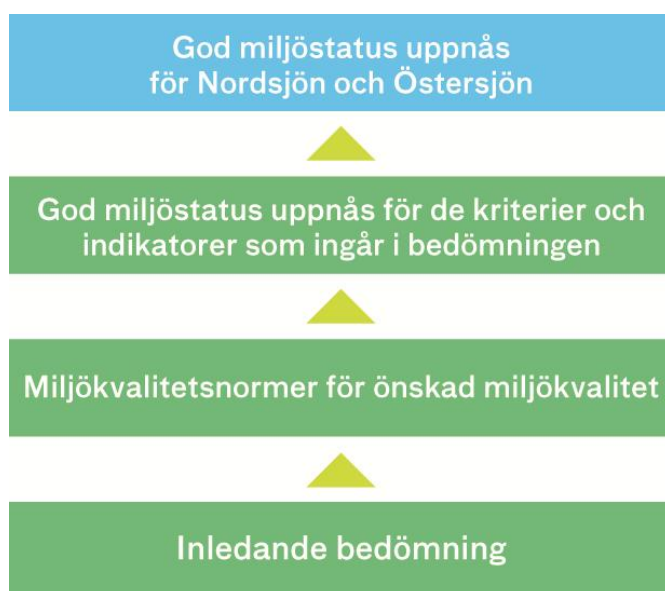 God miljöstatus uppnås
för Nordsjön och Östersjön
God miljöstatus uppnås för de kriterier och
indikatorer som ingår i bedömningen
Miljökvalitetsnormer för önskad miljökvalitet
Inledande bedömning